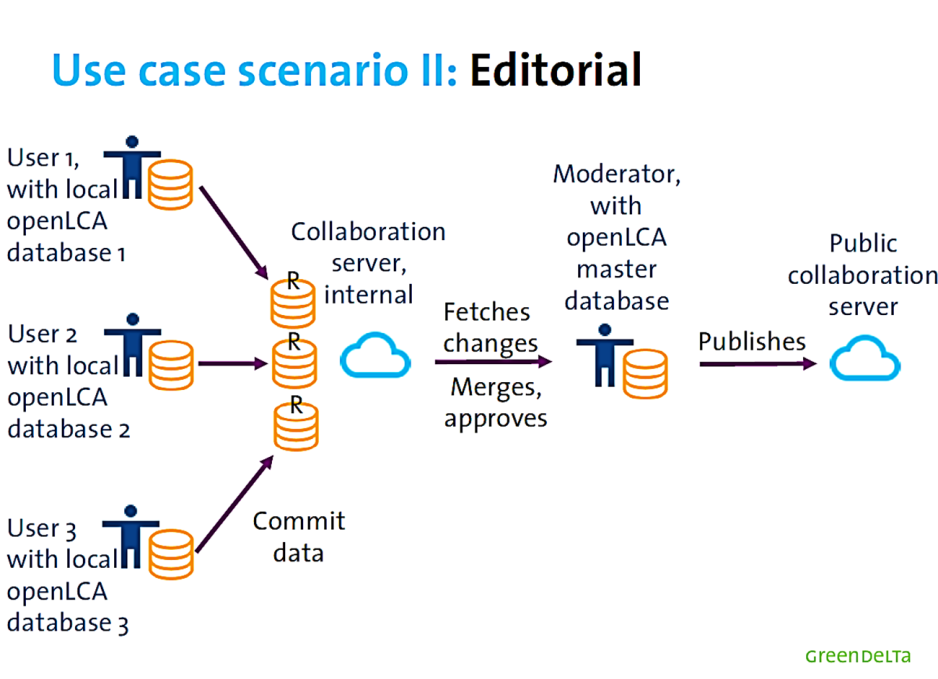 Use case scenario II: Editorial
User 1,
with local
openLCA
database 1
User 2
with local
openLCA
database 2
User 3
with local
openLCA
database 3
R
R
R
Commit
data
Collaboration
server,
internal
Fetches
changes
Merges,
approves
Moderator,
with
openLCA
master
database
Publishes
Public
collaboration
server
GreenDeLTa